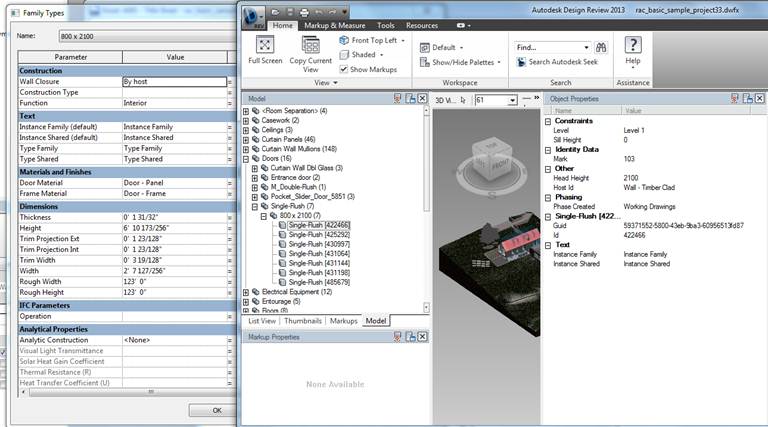 Family Types
Name: 800 x 2100
Parameter Value
Construction
Wall Closure By host
Construction Type
Function Interior
Text
Instance Family (default) Instance Family
Instance Shared (default) Instance Shared
Type Family Type Family
Type Shared Type Shared
Materials and Finishes
Door Material Door - Panel
Frame Material Door - Frame
Dimensions
Thickness 0' 1 31/32"
Height 6' 10 173/256"
Trim Projection Ext 0' 1 23/128"
Trim Projection Int 0' 1 23/128"
Trim Width 0' 3 19/128"
Width 2' 7 127/256"
Rough Width 123' 0"
Rough Height 123' 0"
IFC Parameters
Operation
Analytical Properties
Analytic Construction <None>
Visual Light Transmittance
Solar Heat Gain Coefficient
Thermal Resistance (R)
Heat Transfer Coefficient (U)
OK
Autodesk Design Review 2013 rac_basic_sample_project33.dwfx
REV
Home Markup & Measure Tools Resources
Full Screen
Copy Current View
Front Top Left
Shaded
Show Markups
View
Default
Show/Hide Palettes
Workspace
Find...
Search Autodesk Seek
Search
Help
Assistance
Model
<Room Separation> (4)
Casework (2)
Ceilings (3)
Curtain Panels (46)
Curtain Wall Mullions (148)
Doors (16)
Curtain Wall Dbl Glass (3)
Entrance door (2)
M_Double-Flush (1)
Pocket_Slider_Door_5851 (3)
Single-Flush (7)
800 x 2100 (7)
Single-Flush [422466]
Single-Flush [425292]
Single-Flush [430997]
Single-Flush [431064]
Single-Flush [431144]
Single-Flush [431198]
Single-Flush [485679]
Electrical Equipment (12)
Entourage (5)
Floors (8)
List View Thumbnails Markups Model
Markup Properties
None Available
3D Vi... 61
TOP
FRONT
Object Properties
Name Value
Constraints
Level Level 1
Sill Height 0
Identity Data
Mark 103
Other
Head Height 2100
Host Id Wall - Timber Clad
Phasing
Phase Created Working Drawings
Single-Flush [422...
Guid 59371552-5800-43eb-9ba3-60956513fd87
Id 422466
Text
Instance Family Instance Family
Instance Shared Instance Shared